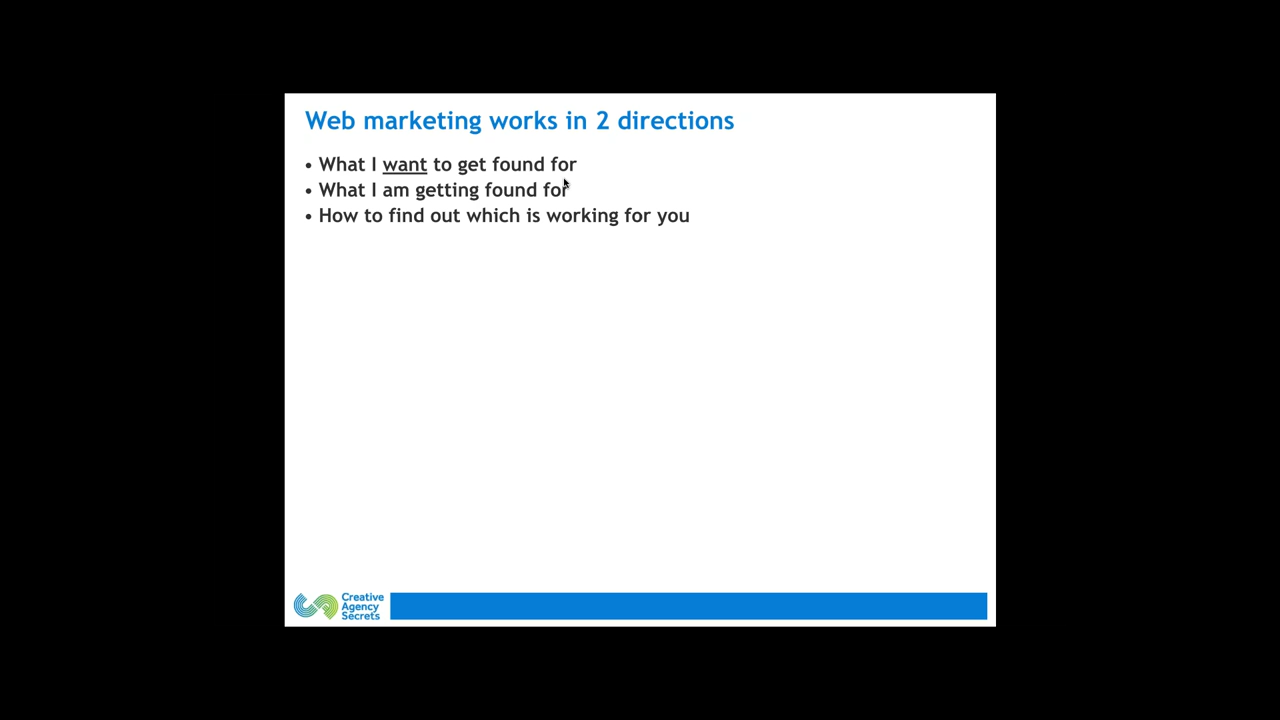 Web marketing works in 2 directions
• What I want to get found for
• What I am getting found for
• How to find out which is working for you
Creative
Agency
Secrets